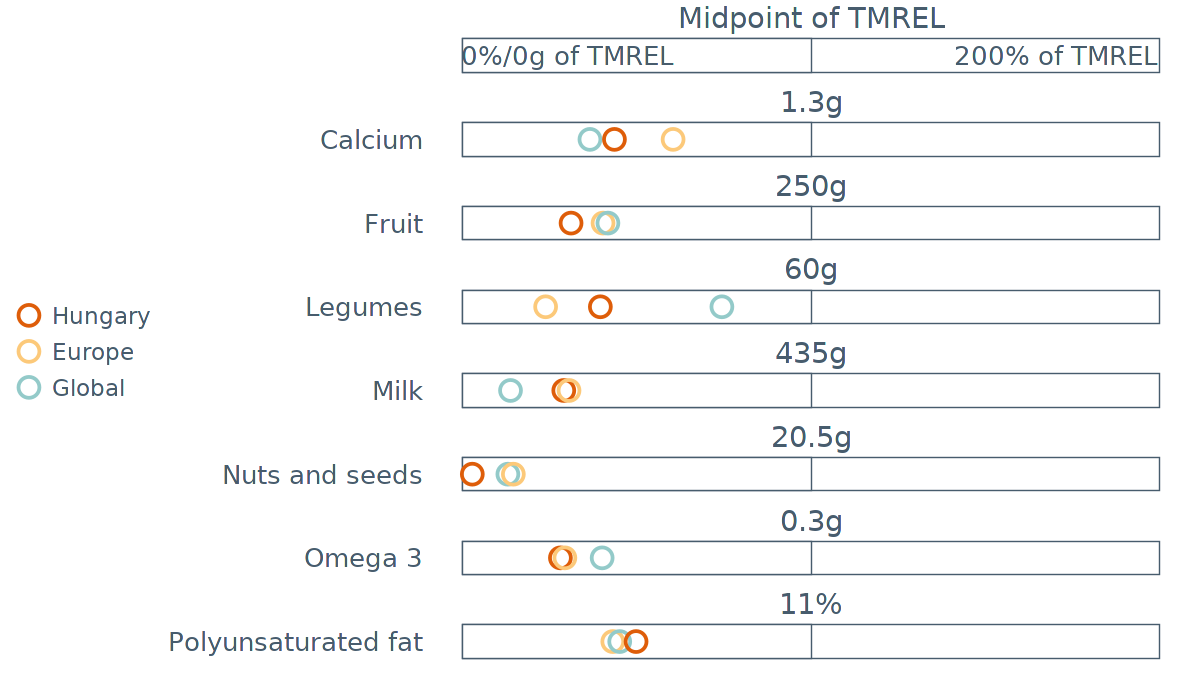 Midpoint of TMREL
0%/0g of TMREL 200% of TMREL
1.3g
Calcium
250g
Fruit
60g
Legumes
435g
Milk
20.5g
Nuts and seeds
0.3g
Omega 3
11%
Polyunsaturated fat
Hungary
Europe
Global